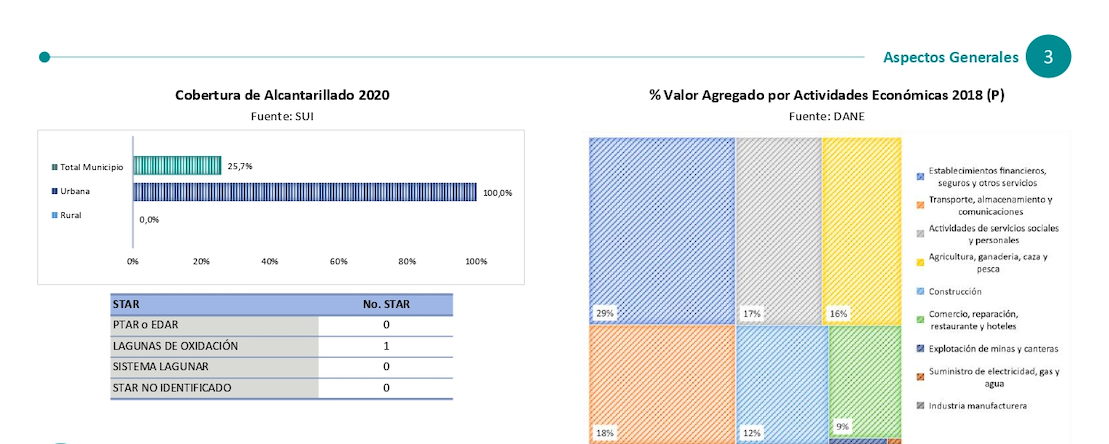 Aspectos Generales 3
Cobertura de Alcantarillado 2020
Fuente: SUI
Total Municipio 25,7%
Urbana 100,0%
Rural 0,0%
0% 20% 40% 60% 80% 100%
STAR No. STAR
PTAR o EDAR 0
LAGUNAS DE OXIDACIÓN 1
SISTEMA LAGUNAR 0
STAR NO IDENTIFICADO 0
% Valor Agregado por Actividades Económicas 2018 (P)
Fuente: DANE
29%
17%
16%
18%
12%
9%
Establecimientos financieros,
seguros y otros servicios
Transporte, almacenamiento y
comunicaciones
Actividades de servicios sociales
y personales
Agricultura, ganadería, caza y
pesca
Construcción
Comercio, reparación,
restaurante y hoteles
Explotación de minas y canteras
Suministro de electricidad, gas y
agua
Industria manufacturera